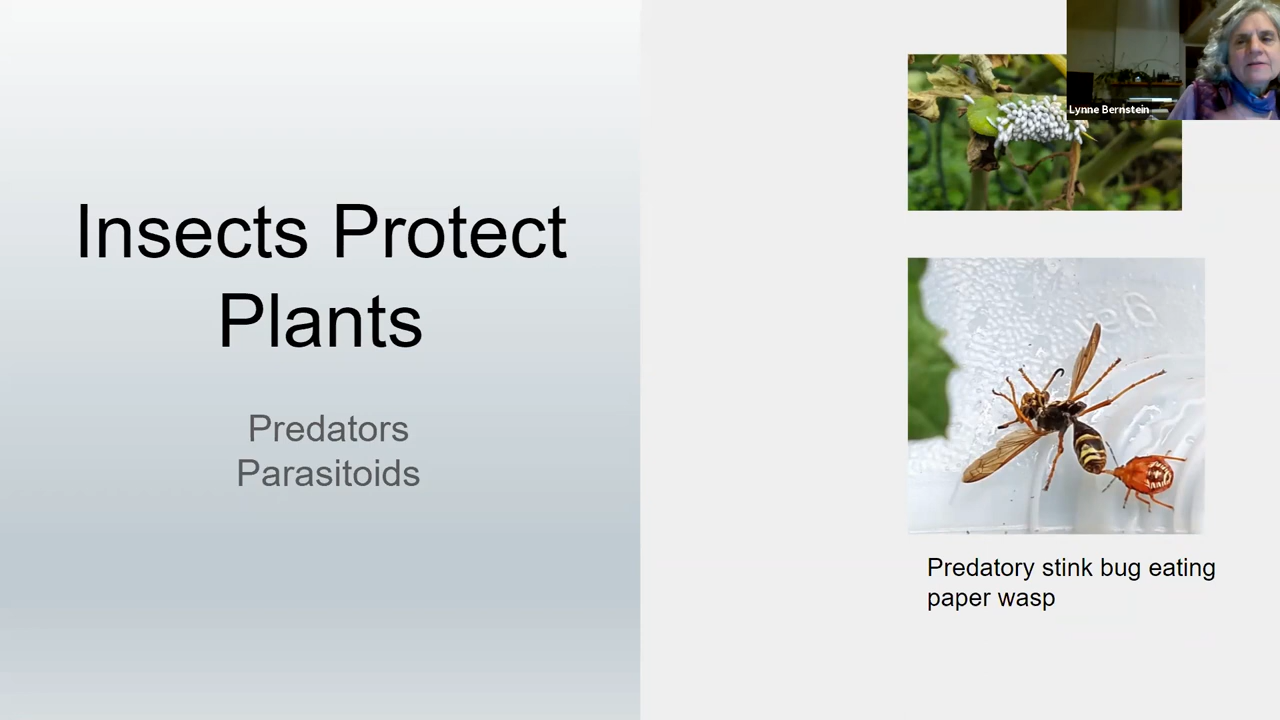 Insects Protect
Plants
Predators
Parasitoids
Lynne Bernstein
Predatory stink bug eating
paper wasp